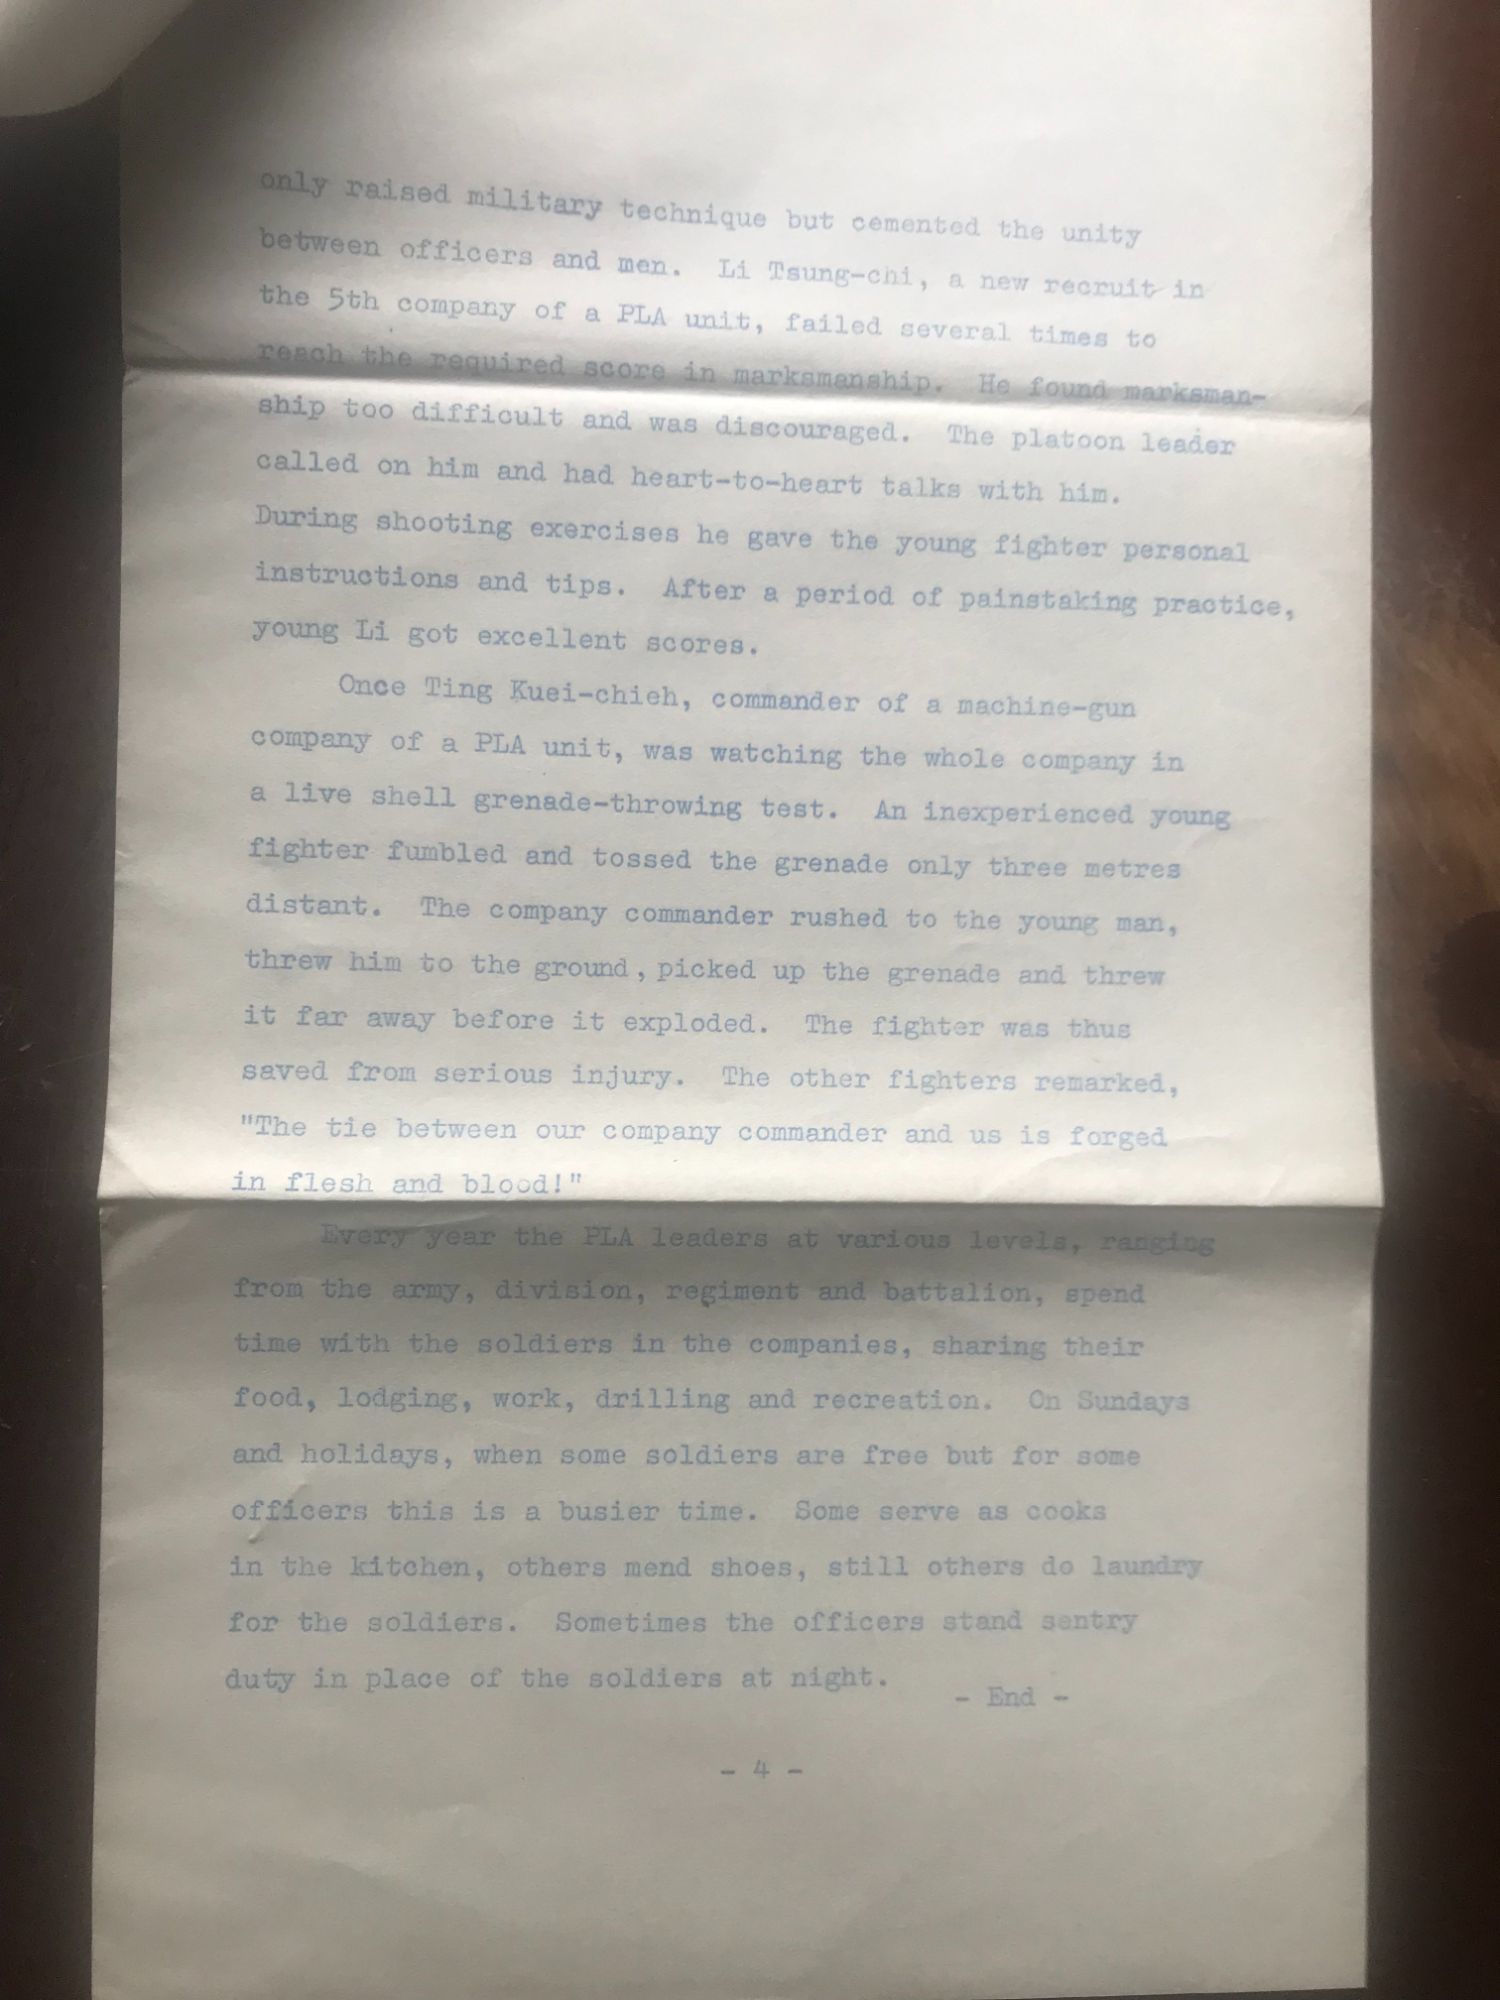 only raised military technique but cemented the unity
between officers and men. Li Tsung-chi, a new recruit in
the 5th company of a PLA unit, failed several times to
reach the required score in marksmanship. He found marksman-
ship too difficult and was discouraged. The platoon leader
called on him and had heart-to-heart talks with him.
During shooting exercises he gave the young fighter personal
instructions and tips. After a period of painstaking practice,
young Li got excellent scores.
Once Ting Kuei-chieh, commander of a machine-gun
company of a PLA unit, was watching the whole company in
a live shell grenade-throwing test. An inexperienced young
fighter fumbled and tossed the grenade only three metres
distant. The company commander rushed to the young man,
threw him to the ground, picked up the grenade and threw
it far away before it exploded. The fighter was thus
saved from serious injury. The other fighters remarked,
"The tie between our company commander and us is forged
in flesh and blood!"
Every year the PLA leaders at various levels, ranging
from the army, division, regiment and battalion, spend
time with the soldiers in the companies, sharing their
food, lodging, work, drilling and recreation. On Sundays
and holidays, when some soldiers are free but for some
officers this is a busier time. Some serve as cooks
in the kitchen, others mend shoes, still others do laundry
for the soldiers. Sometimes the officers stand sentry
duty in place of the soldiers at night.
- End -
- 4 -